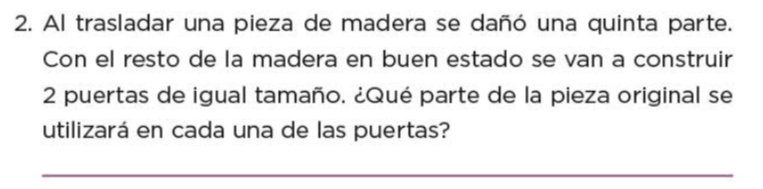 2. Al trasladar una pieza de madera se dañó una quinta parte.
Con el resto de la madera en buen estado se van a construir
2 puertas de igual tamaño. ¿Qué parte de la pieza original se
utilizará en cada una de las puertas?